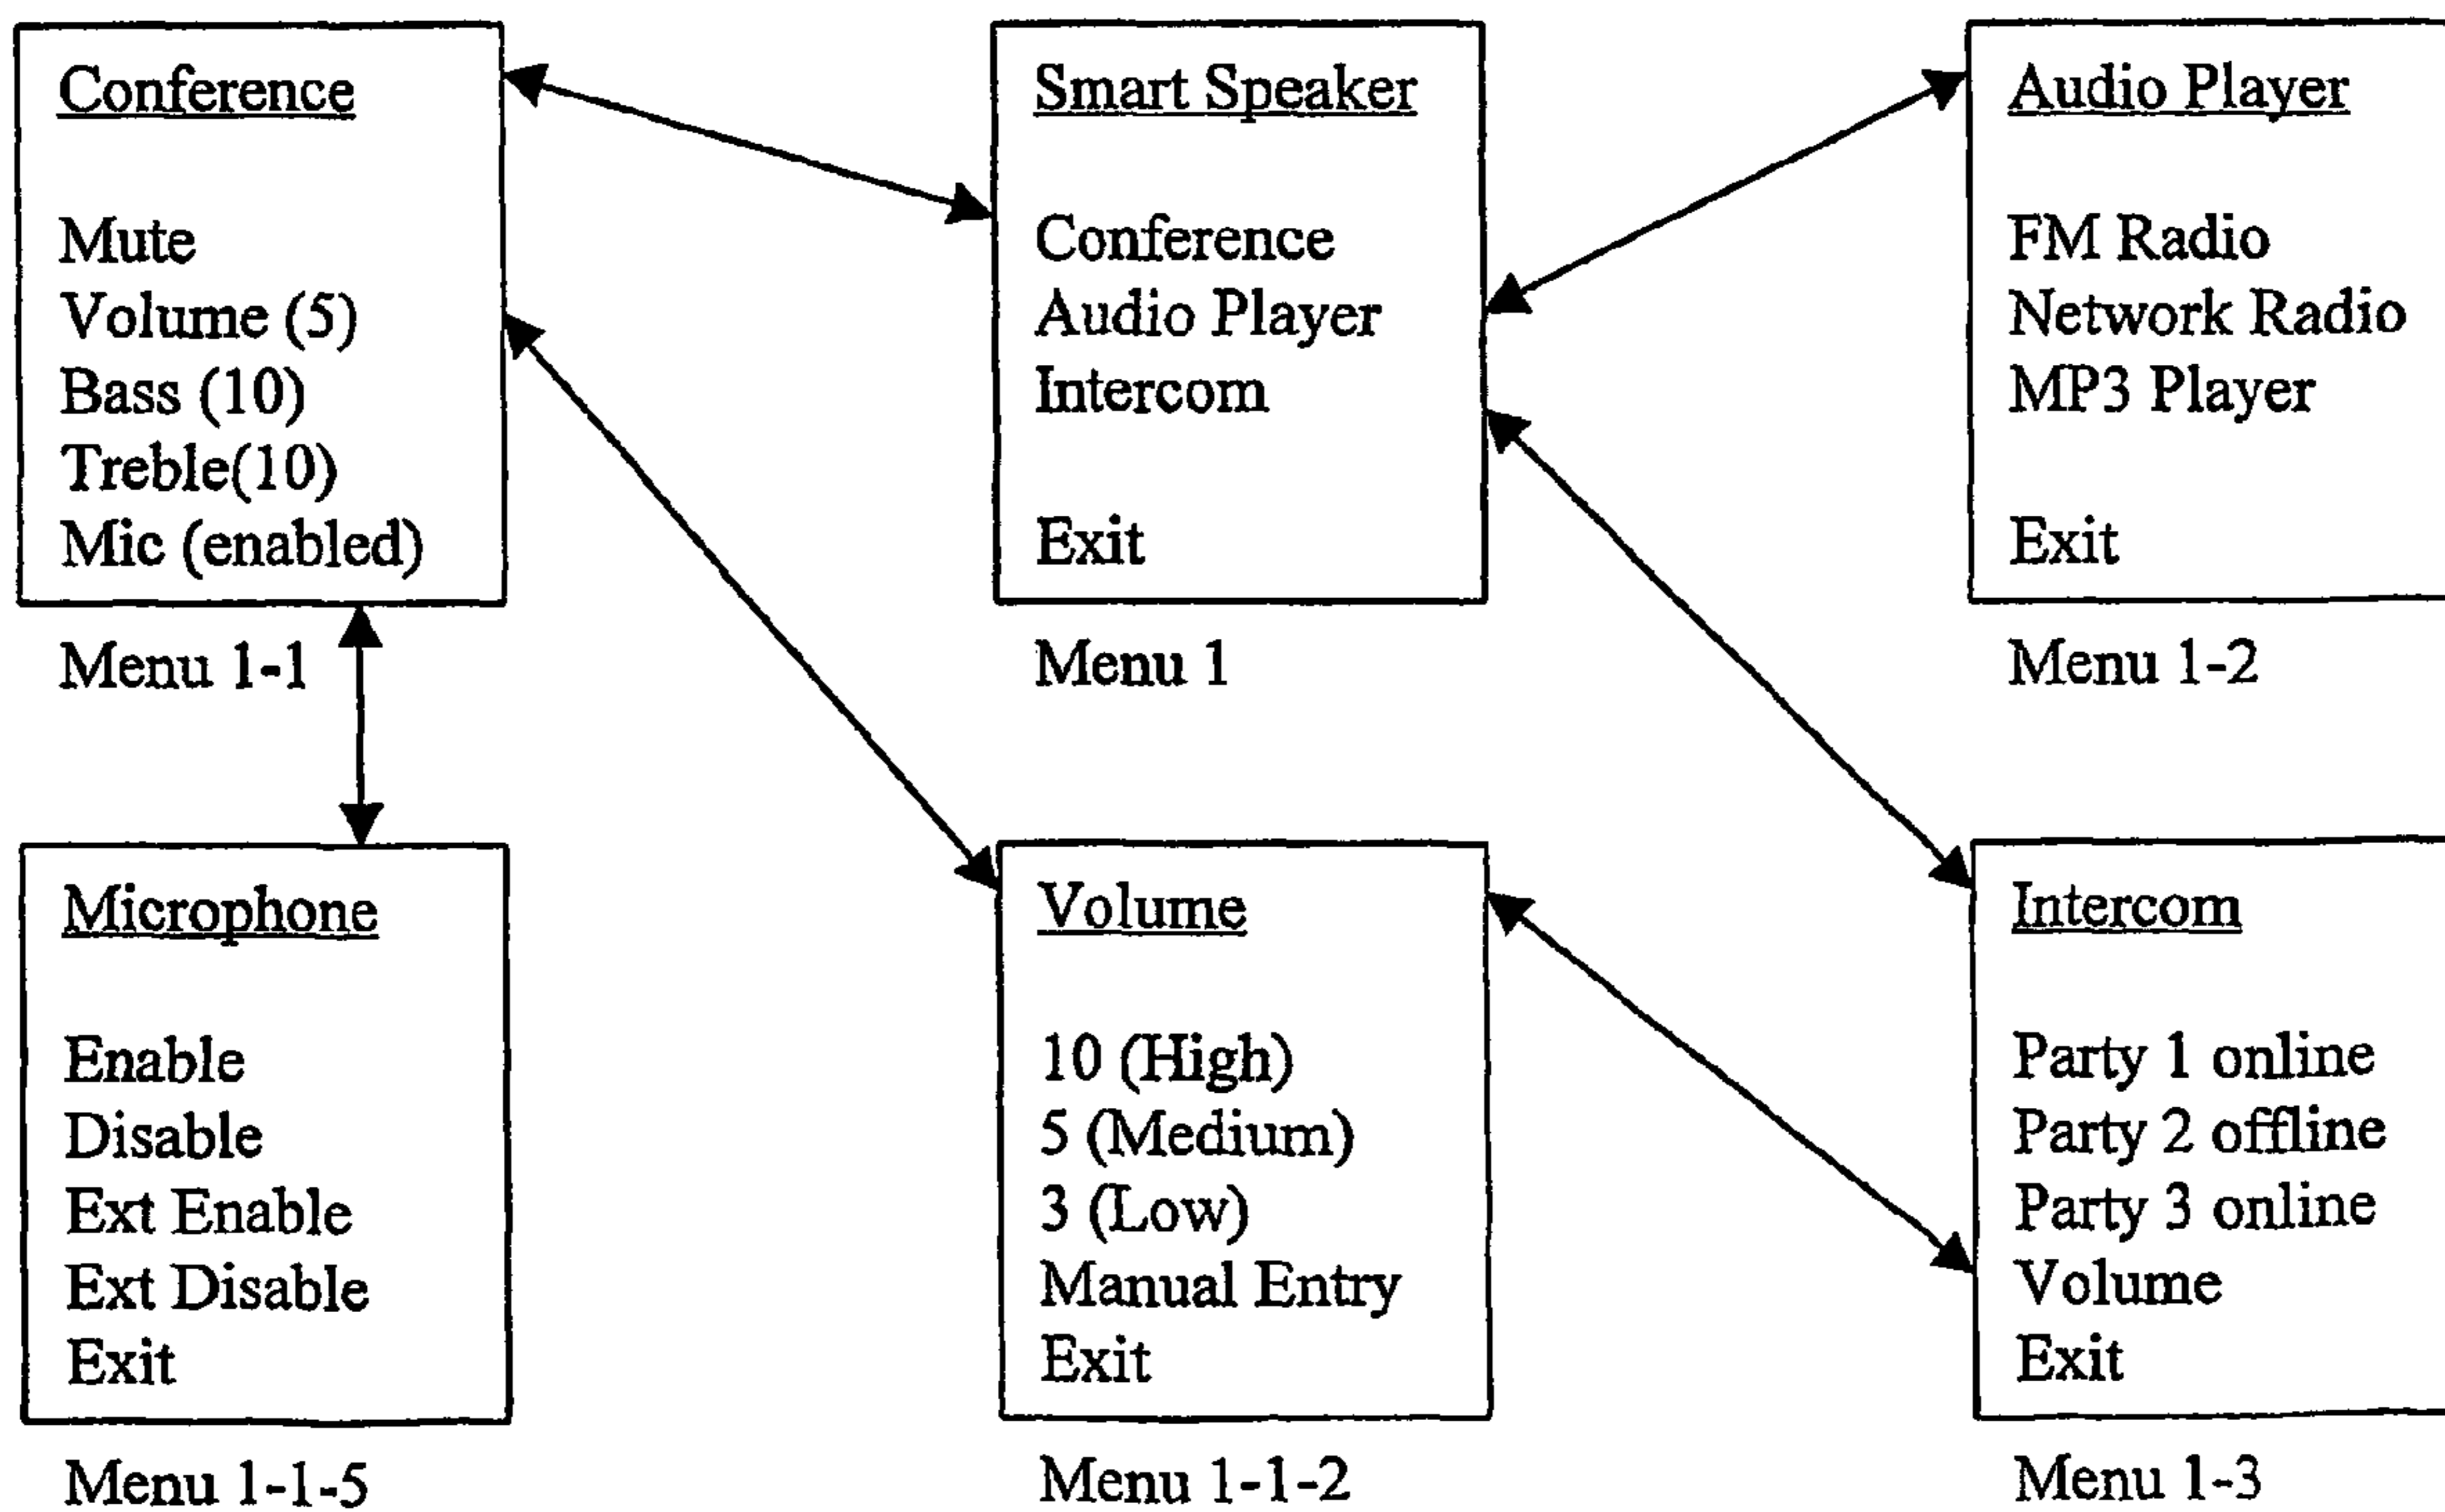 Conference
Mute
Volume (5)
Bass (10)
Treble(10)
Mic (enabled)
Menu 1-1
Smart Speaker
Conference
Audio Player
Intercom
Exit
Menu 1
Audio Player
FM Radio
Network Radio
MP3 Player
Exit
Menu 1-2
Microphone
Enable
Disable
Ext Enable
Ext Disable
Exit
Menu 1-1-5
Volume
10 (High)
5 (Medium)
3 (Low)
Manual Entry
Exit
Menu 1-1-2
Intercom
Party 1 online
Party 2 offline
Party 3 online
Volume
Exit
Menu 1-3